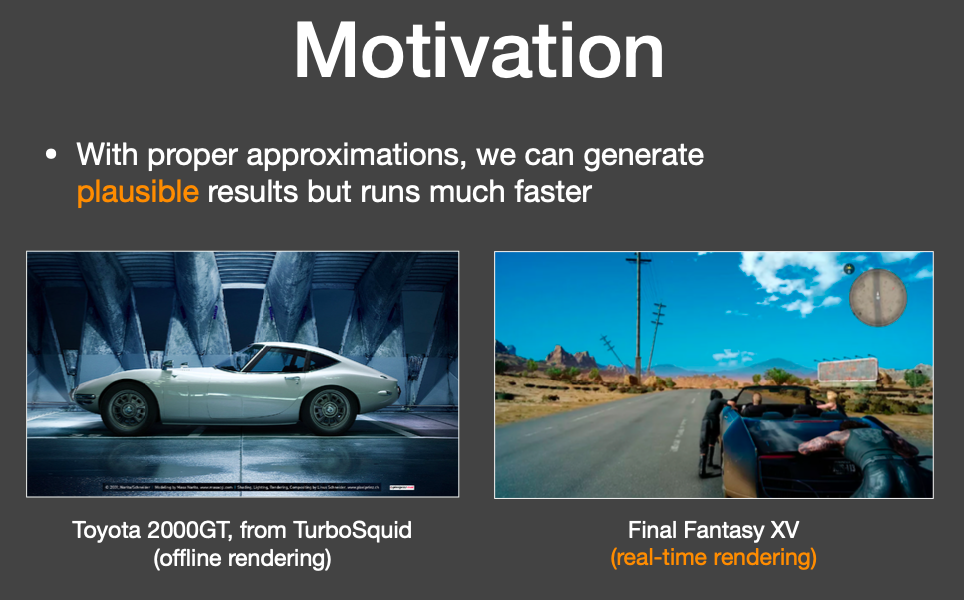 Motivation
• With proper approximations, we can generate
plausible results but runs much faster
Toyota 2000GT, from TurboSquid
(offline rendering)
Final Fantasy XV
(real-time rendering)